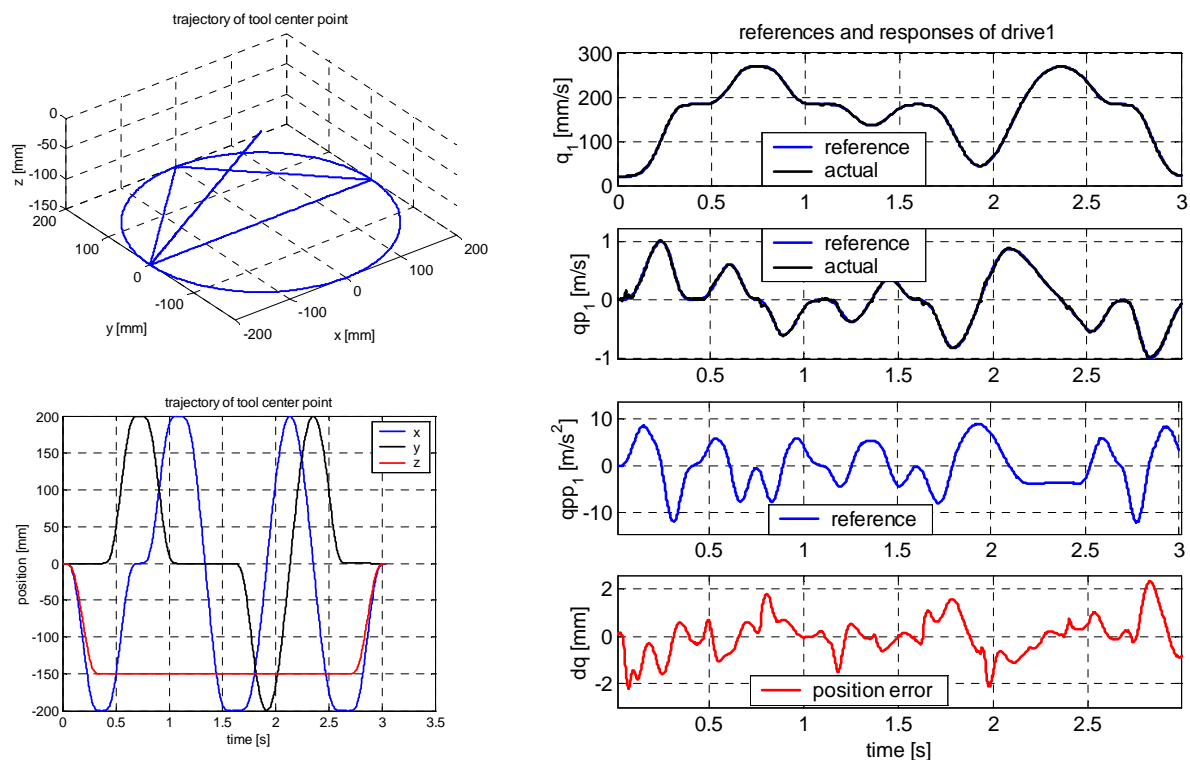 trajectory of tool center point
0
-50
-100
-150
z [mm]
200
100
0
-100
-200
y [mm]
200
100
0
-100
-200
x [mm]
trajectory of tool center point
200
150
100
50
0
-50
-100
-150
-200
position [mm]
x
y
z
0 0.5 1 1.5 2 2.5 3 3.5
time [s]
references and responses of drive1
300
200
100
0
q1 [mm/s]
reference
actual
0 0.5 1 1.5 2 2.5 3
1
0
-1
qp1 [m/s]
reference
actual
0.5 1 1.5 2 2.5 3
10
0
-10
qpp1 [m/s2]
reference
0.5 1 1.5 2 2.5 3
2
0
-2
dq [mm]
position error
0.5 1 1.5 2 2.5 3
time [s]